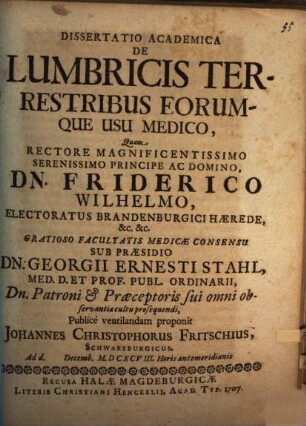 55
DISSERTATIO ACADEMICA
DE
LUMBRICIS TER-
RESTRIBUS EORUM-
QUE USU MEDICO,
Quam
RECTORE MAGNIFICENTISSIMO
SERENISSIMO PRINCIPE AC DOMINO,
DN. FRIDERICO
WILHELMO,
ELECTORATUS BRANDENBURGICI HÆREDE,
&c. &c.
GRATIOSO FACULTATIS MEDICÆ CONSENSU
SUB PRÆSIDIO
DN. GEORGII ERNESTI STAHL,
MED. D. ET PROF. PUBL. ORDINARII,
Dn. Patroni & Præceptoris sui omni ob-
servantiæ cultu prosequendi,
Publicè ventilandam proponit
JOHANNES CHRISTOPHORUS FRITSCHIUS,
SCHWARZBURGICUS.
Ad d. Decemb. MDCXCVIII. Horis antemeridianis
RECUSA HALÆ MAGDEBURGICÆ
LITERIS CHRISTIANI HENCKELII, ACAD. TYP. 1707.